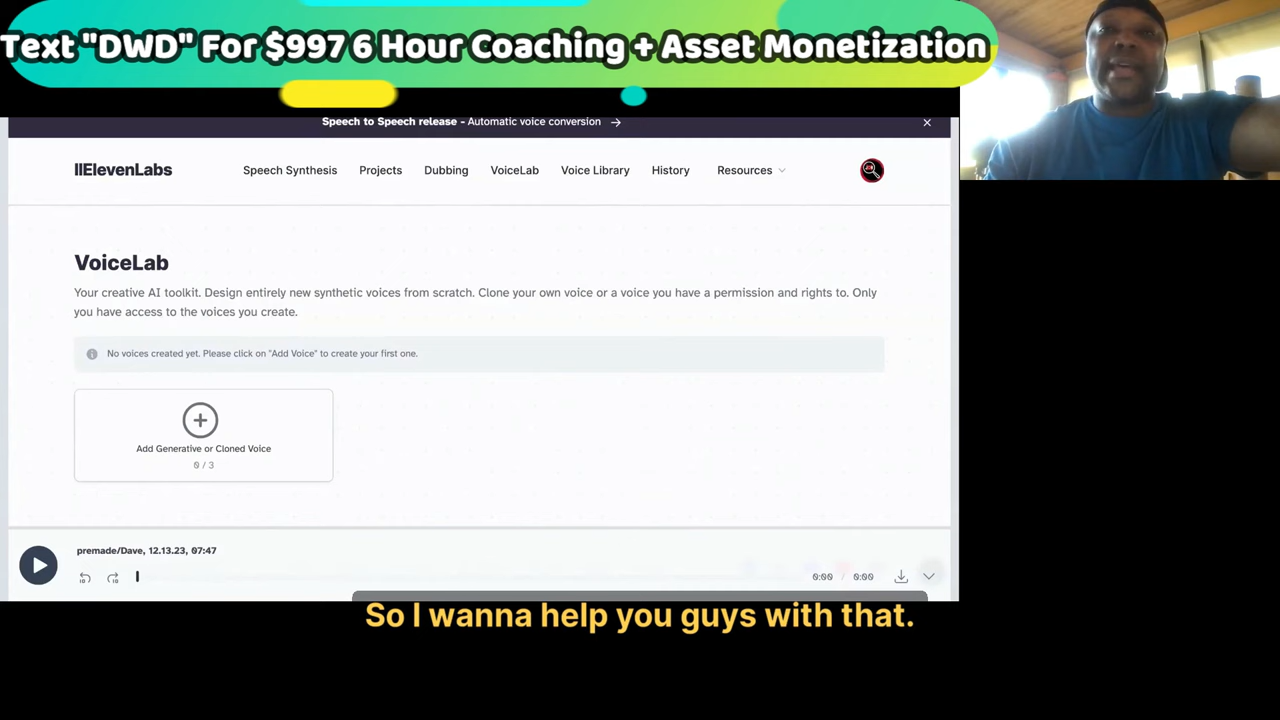 Text "DWD" For $997 6 Hour Coaching + Asset Monetization
Speech to Speech release - Automatic voice conversion →
IIElevenLabs Speech Synthesis Projects Dubbing VoiceLab Voice Library History Resources
VoiceLab
Your creative AI toolkit. Design entirely new synthetic voices from scratch. Clone your own voice or a voice you have a permission and rights to. Only
you have access to the voices you create.
No voices created yet. Please click on "Add Voice" to create your first one.
Add Generative or Cloned Voice
0 / 3
premade/Dave, 12.13.23, 07:47
10 10 0:00 / 0:00
So I wanna help you guys with that.